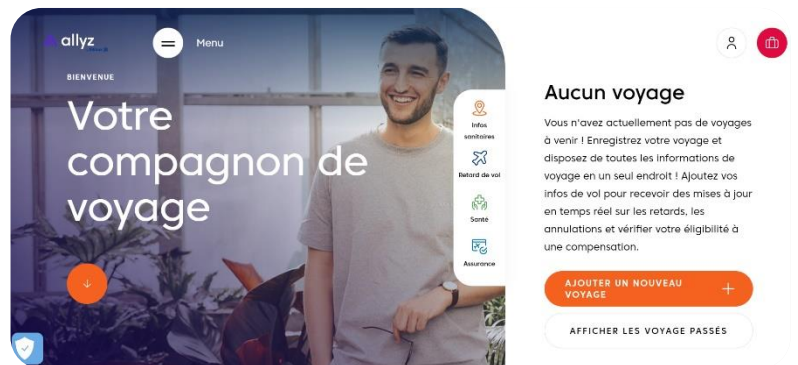 allyz
Menu
BIENVENUE
Votre
compagnon de
voyage
Infos
sanitaires
Retard de vol
Santé
Assurance
Aucun voyage
Vous n'avez actuellement pas de voyages
à venir ! Enregistrez votre voyage et
disposez de toutes les informations de
voyage en un seul endroit ! Ajoutez vos
infos de vol pour recevoir des mises à jour
en temps réel sur les retards, les
annulations et vérifier votre éligibilité à
une compensation.
AJOUTER UN NOUVEAU
VOYAGE
AFFICHER LES VOYAGE PASSÉS